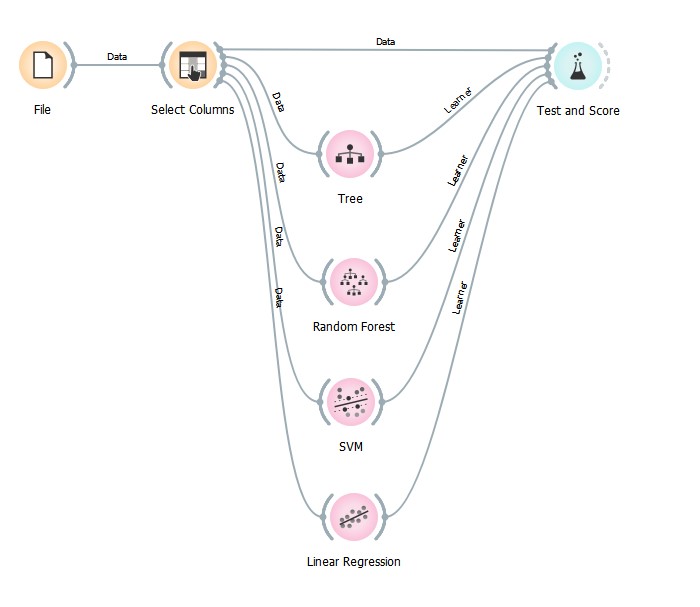 Data
Data
File
Select Columns
Test and Score
Data
Learner
Tree
Data
Learner
Data
Learner
Data
Learner
Random Forest
SVM
Linear Regression